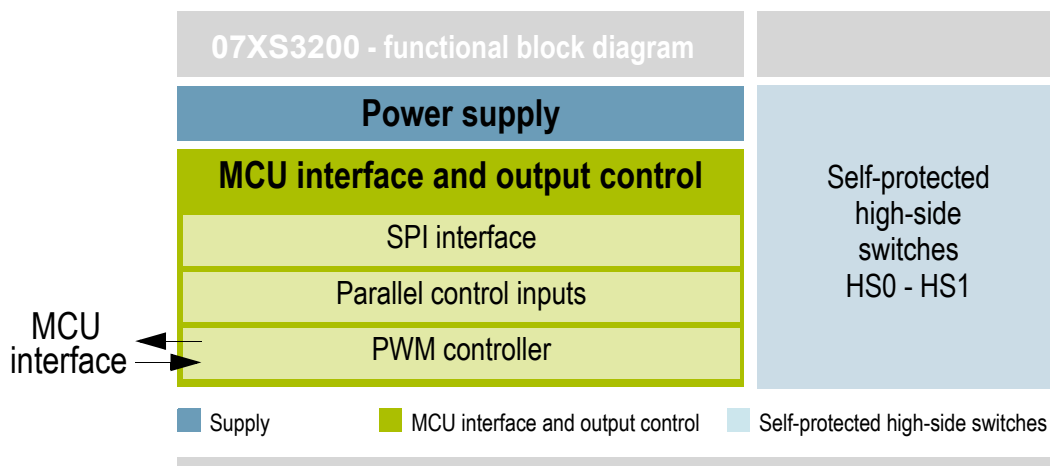 07XS3200 - functional block diagram
Power supply
MCU interface and output control
SPI interface
Parallel control inputs
PWM controller
Self-protected
high-side
switches
HS0 - HS1
MCU
interface
Supply
MCU interface and output control
Self-protected high-side switches